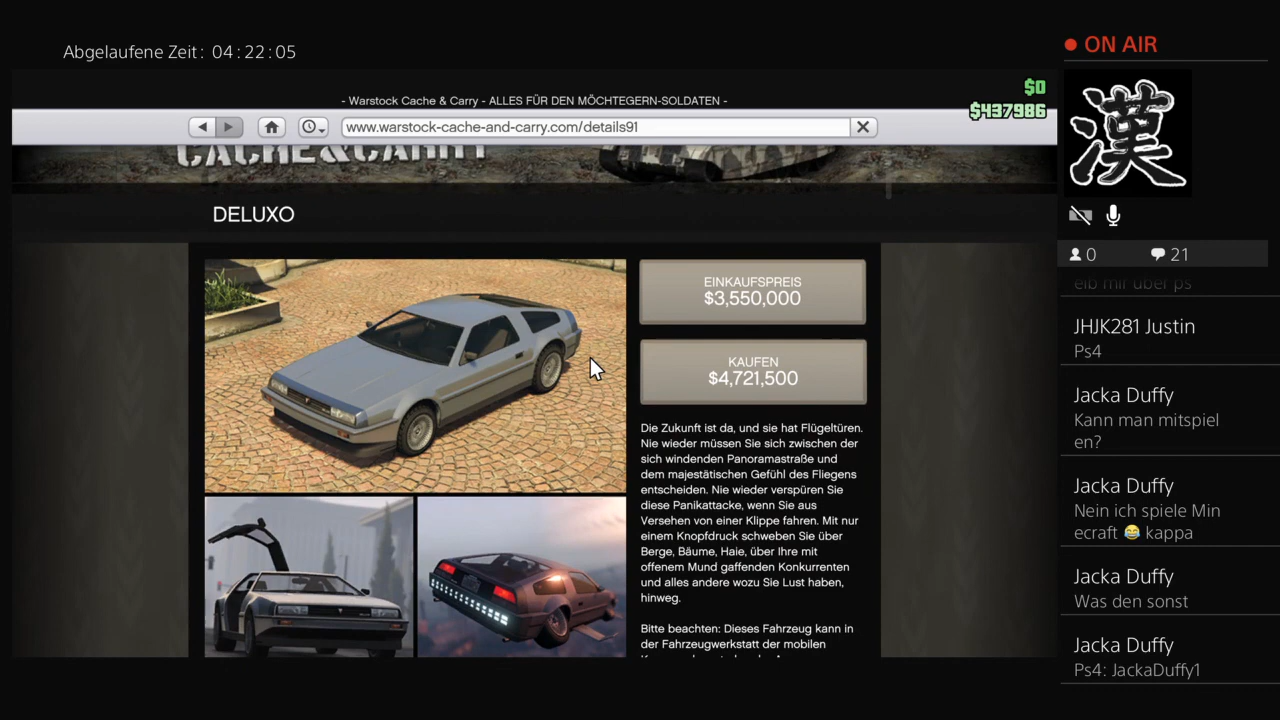 Abgelaufene Zeit: 04:22:05
ON AIR
$0
- Warstock Cache & Carry - ALLES FÜR DEN MÖCHTEGERN-SOLDATEN -
$437986
www.warstock-cache-and-carry.com/details91
漢
CACHE&CARRY
DELUXO
0
21
EINKAUFSPREIS
$3,550,000
KAUFEN
$4,721,500
Die Zukunft ist da, und sie hat Flügeltüren.
Nie wieder müssen Sie sich zwischen der
sich windenden Panoramastraße und
dem majestätischen Gefühl des Fliegens
entscheiden. Nie wieder verspüren Sie
diese Panikattacke, wenn Sie aus
Versehen von einer Klippe fahren. Mit nur
einem Knopfdruck schweben Sie über
Berge, Bäume, Haie, über Ihre mit
offenem Mund gaffenden Konkurrenten
und alles andere wozu Sie Lust haben,
hinweg.
Bitte beachten: Dieses Fahrzeug kann in
der Fahrzeugwerkstatt der mobilen
eib mir über ps
JHJK281 Justin
Ps4
Jacka Duffy
Kann man mitspiel
en?
Jacka Duffy
Nein ich spiele Min
ecraft 😂 kappa
Jacka Duffy
Was den sonst
Jacka Duffy
Ps4: JackaDuffy1